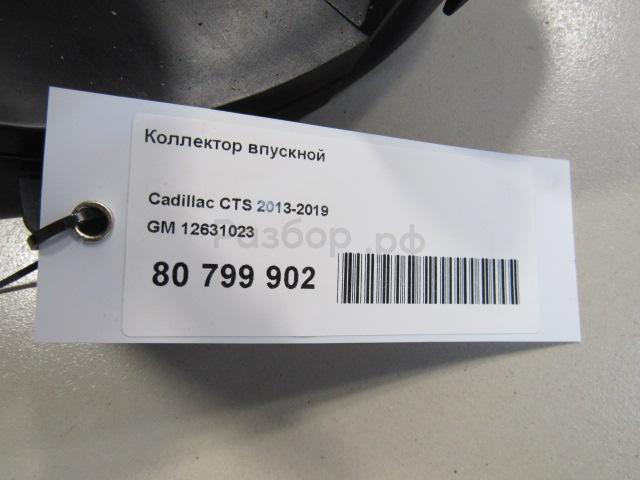 Коллектор впускной
Cadillac CTS 2013-2019
GM 12631023
Разбор.рф
80 799 902